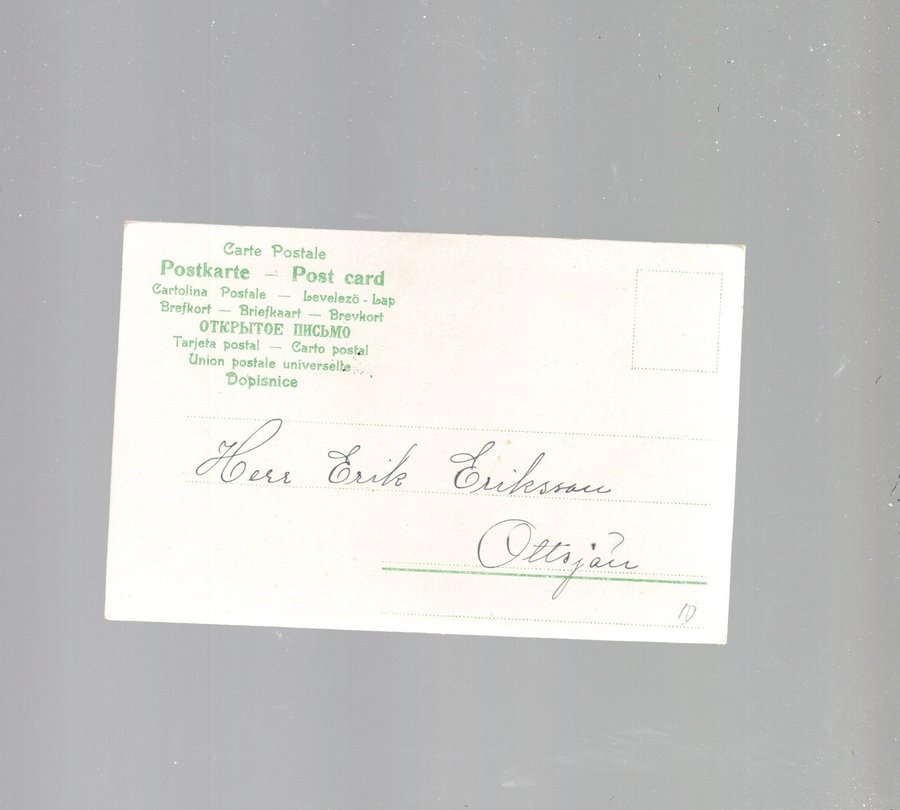 Carte Postale
Postkarte — Post card
Cartolina Postale — Levelezö-Lap
Brefkort — Briefkaart — Brevkort
ОТКРЫТОЕ ПИСЬМО
Tarjeta postal — Carto postal
Union postale universelle
Dopisnice
Herr Erik Eriksson
Ottsjön
10